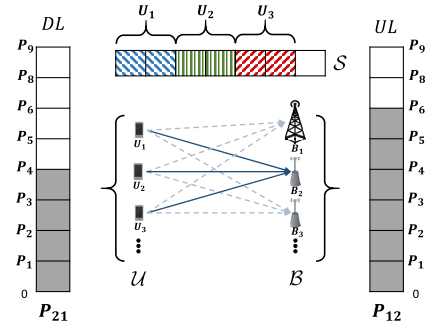 DL
P₉
P₈
P₆
P₅
P₄
P₃
P₂
P₁
0
P₂₁
U₁ U₂ U₃
𝒮
U₁
U₂
U₃
𝒰
B₁
B₂
B₃
ℬ
UL
P₉
P₈
P₆
P₅
P₄
P₃
P₂
P₁
0
P₁₂